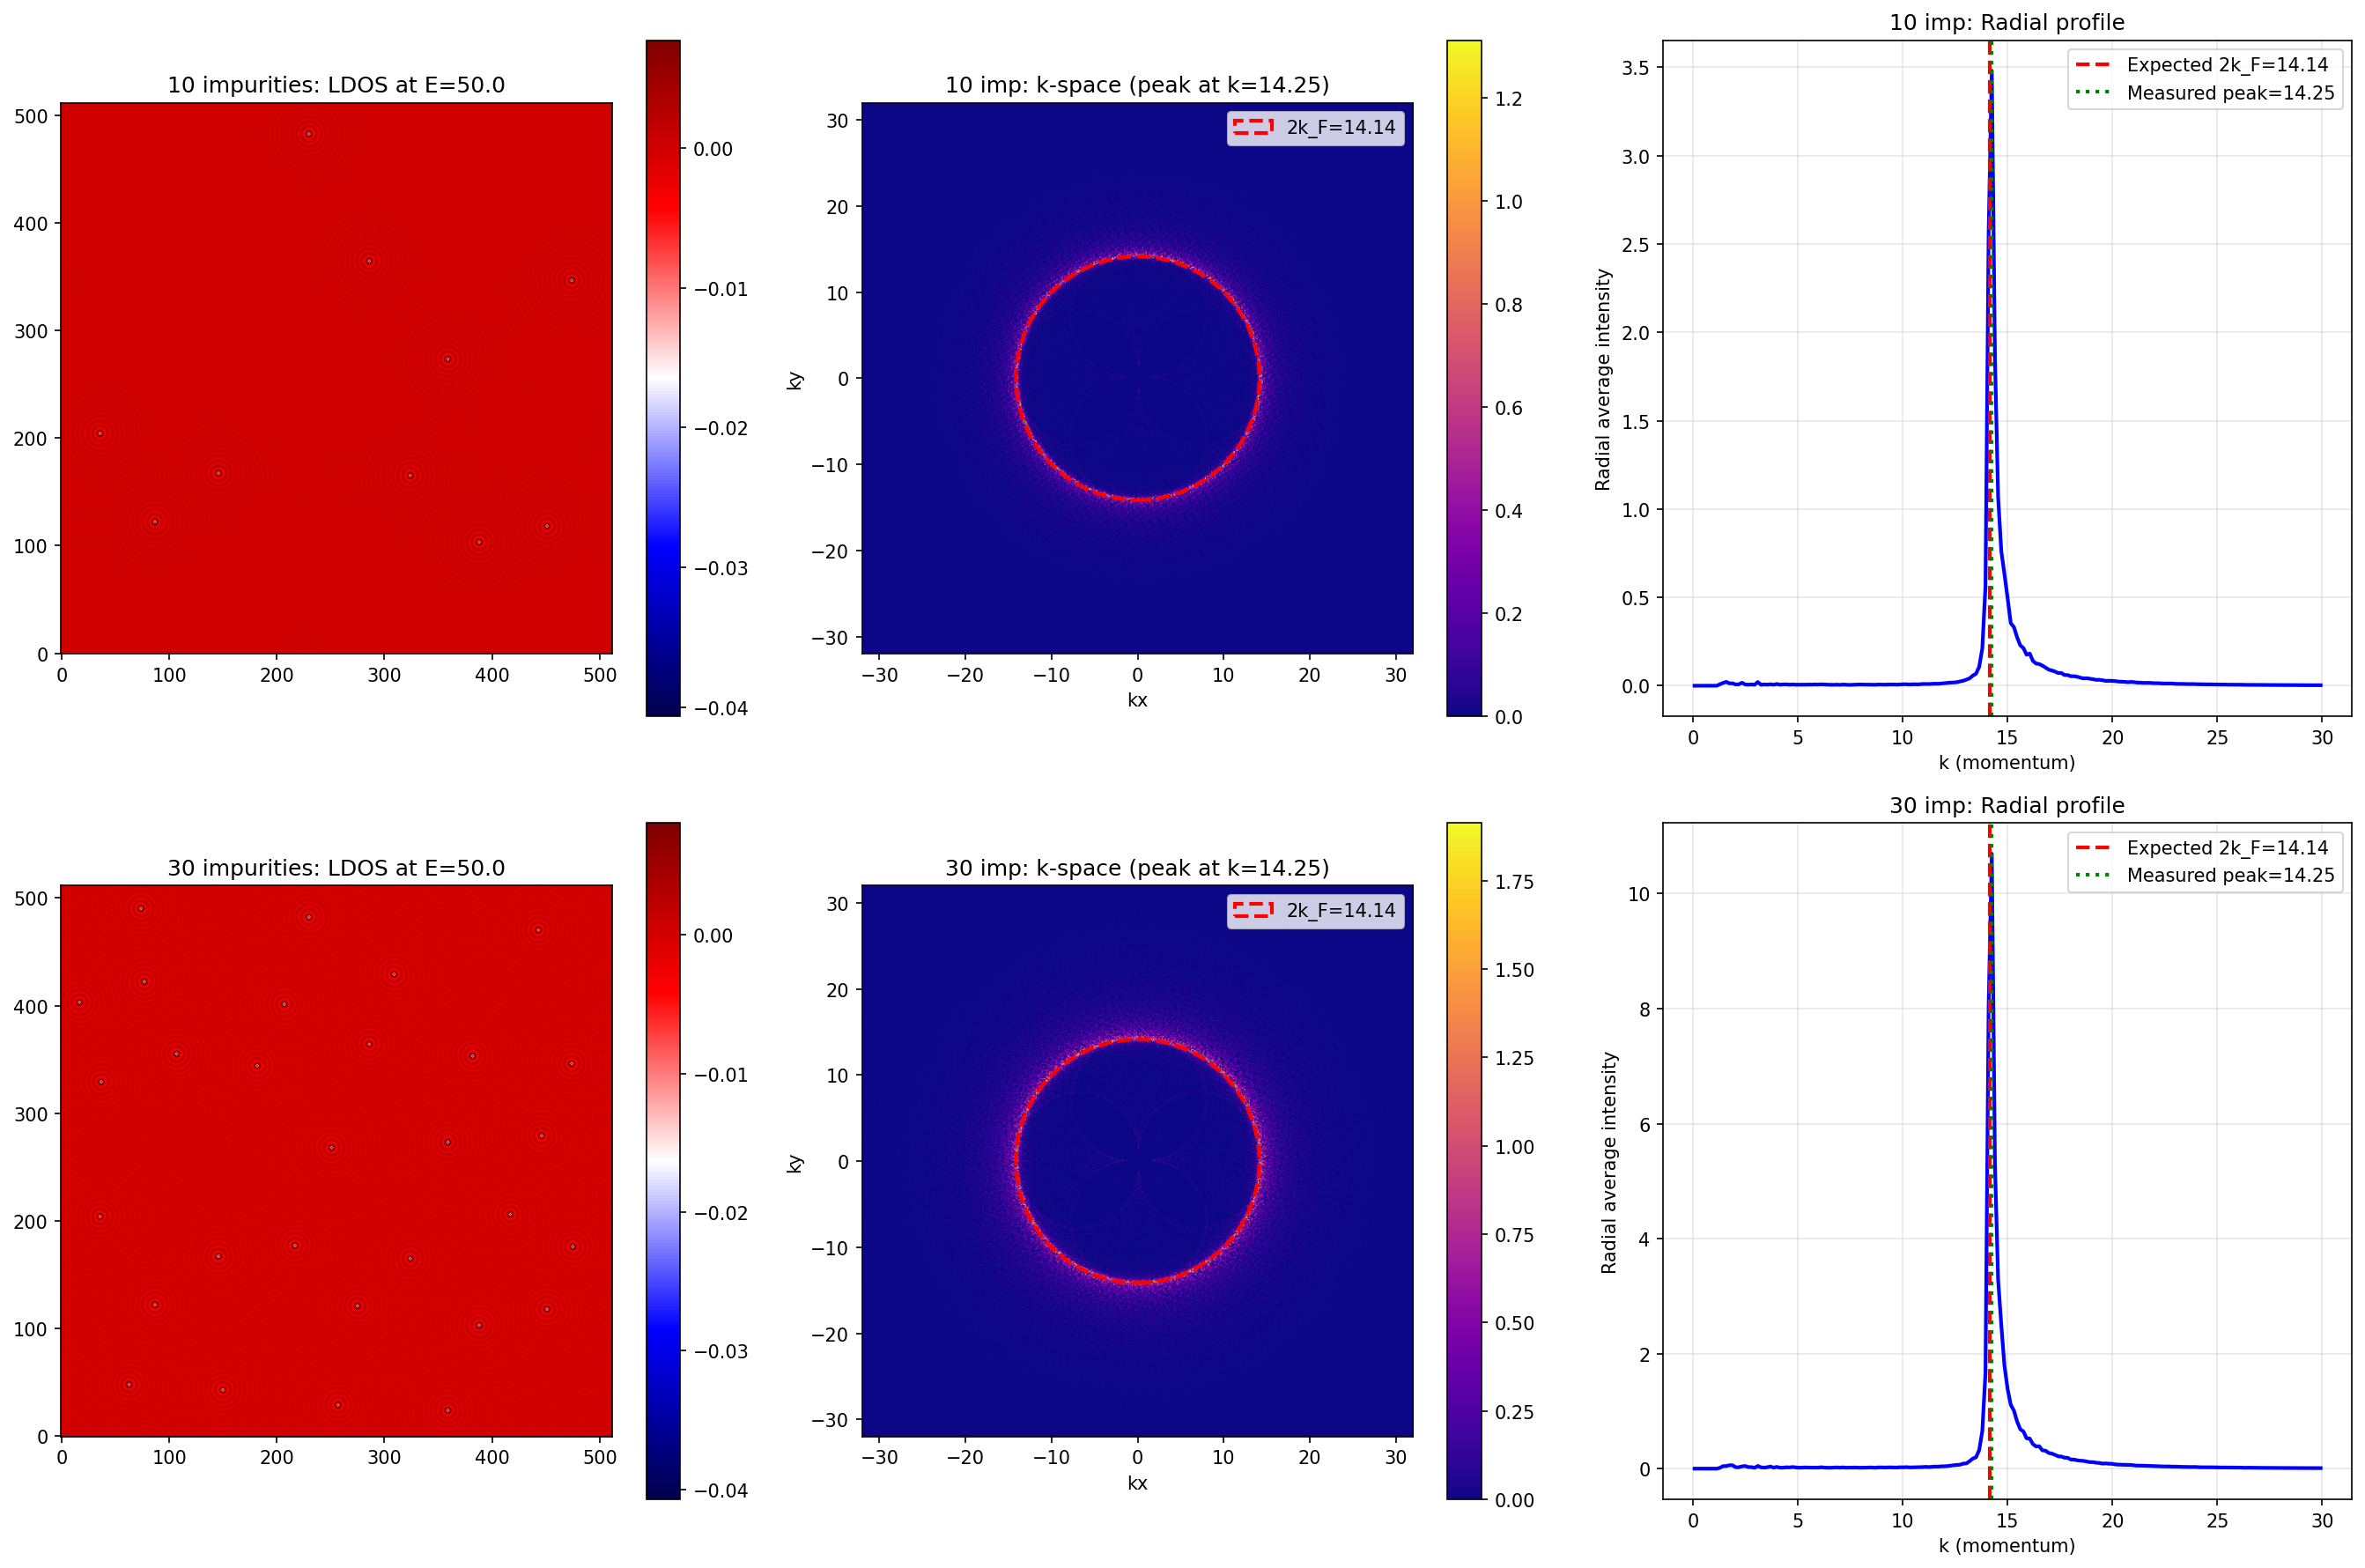 10 impurities: LDOS at E=50.0
500
400
300
200
100
0
0 100 200 300 400 500
0.00
−0.01
−0.02
−0.03
−0.04
10 imp: k-space (peak at k=14.25)
2k_F=14.14
ky
30
20
10
0
−10
−20
−30
−30 −20 −10 0 10 20 30
kx
1.2
1.0
0.8
0.6
0.4
0.2
0.0
10 imp: Radial profile
Expected 2k_F=14.14
Measured peak=14.25
Radial average intensity
3.5
3.0
2.5
2.0
1.5
1.0
0.5
0.0
0 5 10 15 20 25 30
k (momentum)
30 impurities: LDOS at E=50.0
500
400
300
200
100
0
0 100 200 300 400 500
0.00
−0.01
−0.02
−0.03
−0.04
30 imp: k-space (peak at k=14.25)
2k_F=14.14
ky
30
20
10
0
−10
−20
−30
−30 −20 −10 0 10 20 30
kx
1.75
1.50
1.25
1.00
0.75
0.50
0.25
0.00
30 imp: Radial profile
Expected 2k_F=14.14
Measured peak=14.25
Radial average intensity
10
8
6
4
2
0
0 5 10 15 20 25 30
k (momentum)